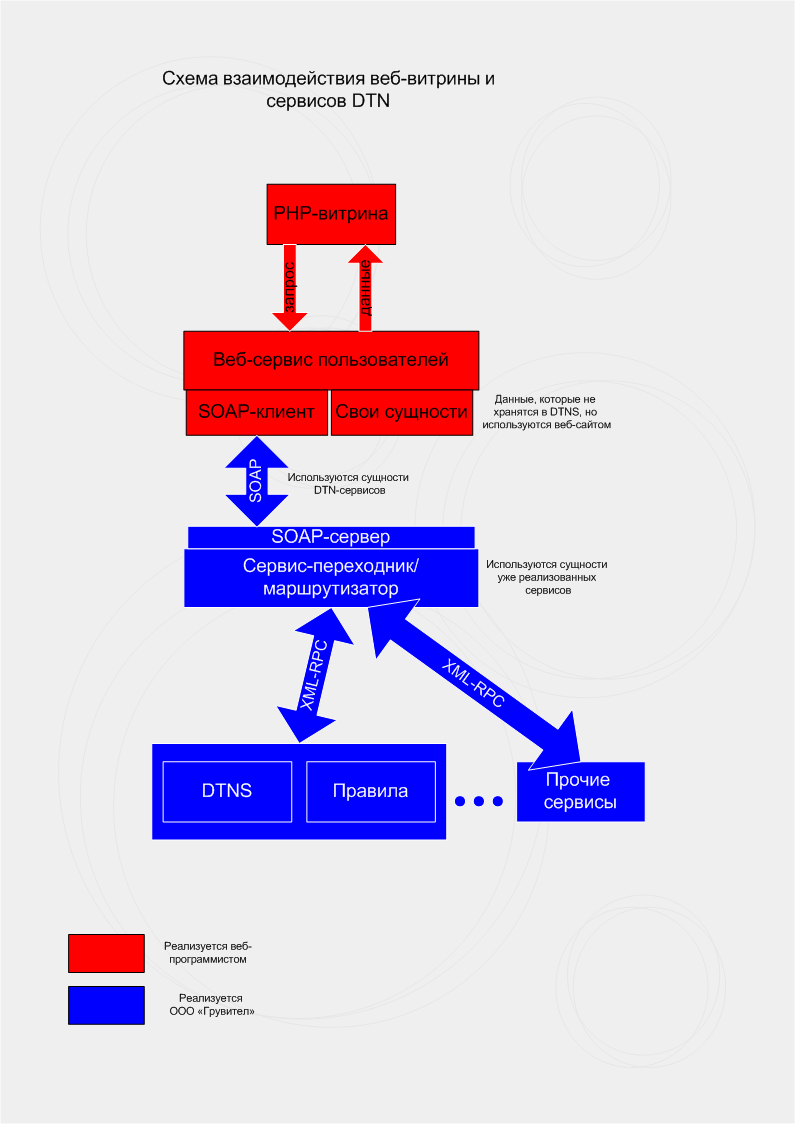 Схема взаимодействия веб-витрины и
сервисов DTN
PHP-витрина
запрос
данные
Веб-сервис пользователей
SOAP-клиент
Свои сущности
Данные, которые не
хранятся в DTNS, но
используются веб-сайтом
SOAP
Используются сущности
DTN-сервисов
SOAP-сервер
Сервис-переходник/
маршрутизатор
Используются сущности
уже реализованных
сервисов
XML-RPC
XML-RPC
DTNS
Правила
Прочие
сервисы
Реализуется веб-
программистом
Реализуется
ООО «Грувител»